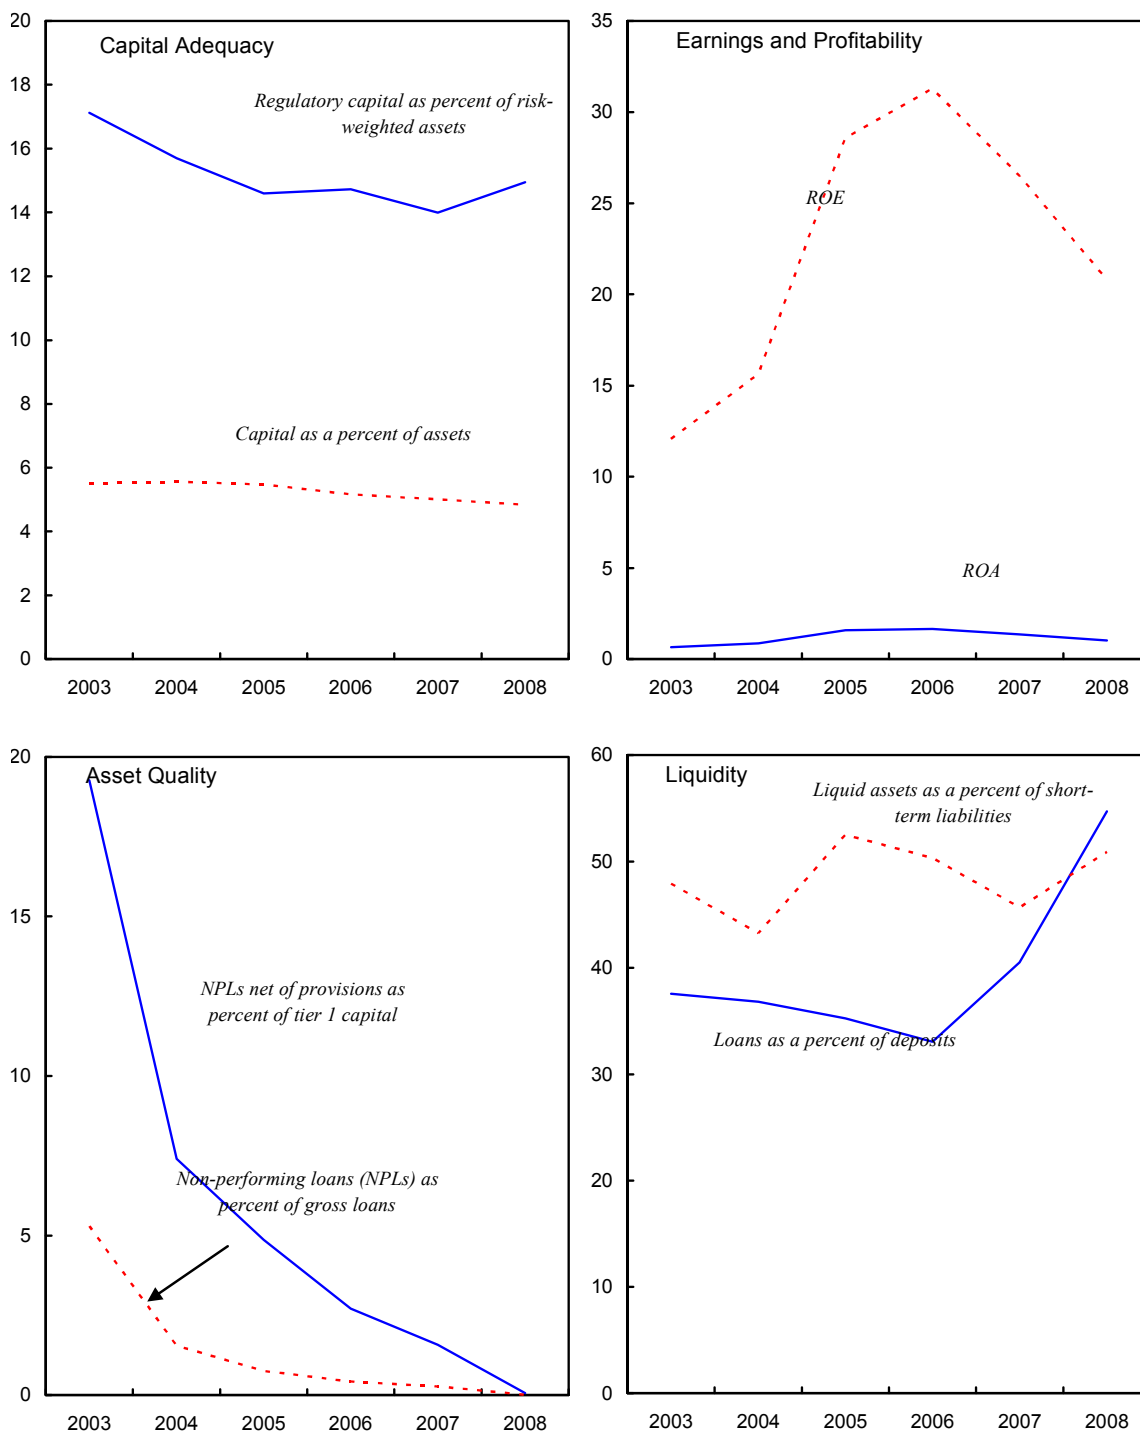 Capital Adequacy
Regulatory capital as percent of risk-
weighted assets
Capital as a percent of assets
20
18
16
14
12
10
8
6
4
2
0
2003 2004 2005 2006 2007 2008
Earnings and Profitability
ROE
ROA
35
30
25
20
15
10
5
0
2003 2004 2005 2006 2007 2008
Asset Quality
NPLs net of provisions as
percent of tier 1 capital
Non-performing loans (NPLs) as
percent of gross loans
20
15
10
5
0
2003 2004 2005 2006 2007 2008
Liquidity
Liquid assets as a percent of short-
term liabilities
Loans as a percent of deposits
60
50
40
30
20
10
0
2003 2004 2005 2006 2007 2008